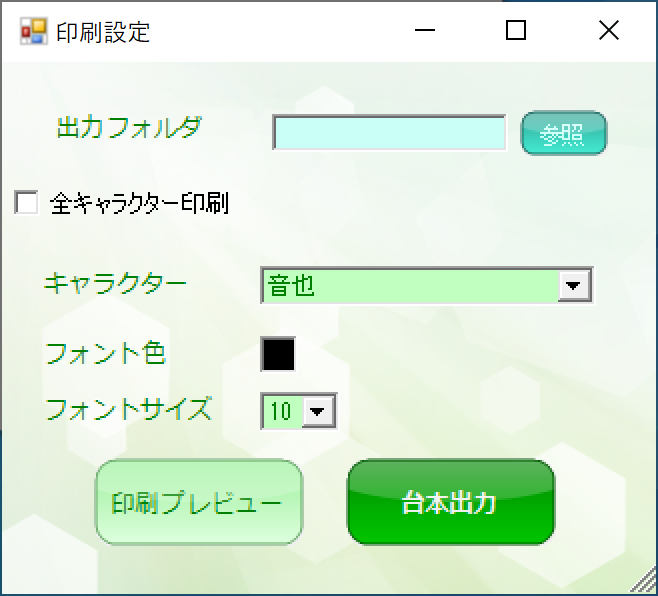 印刷設定
出力フォルダ
参照
全キャラクター印刷
キャラクター
音也
フォント色
フォントサイズ
10
印刷プレビュー
台本出力